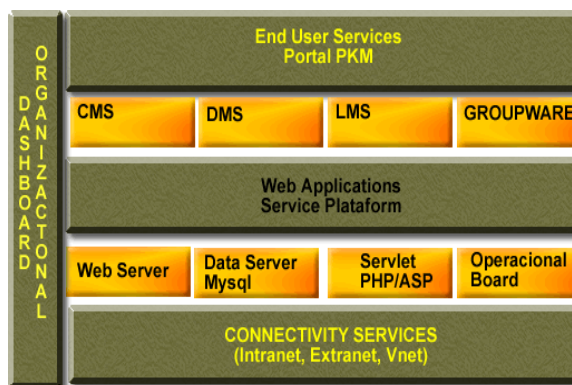 ORGANIZACTONAL
DASHBOARD
End User Services
Portal PKM
CMS
DMS
LMS
GROUPWARE
Web Applications
Service Plataform
Web Server
Data Server
Mysql
Servlet
PHP/ASP
Operacional
Board
CONNECTIVITY SERVICES
(Intranet, Extranet, Vnet)